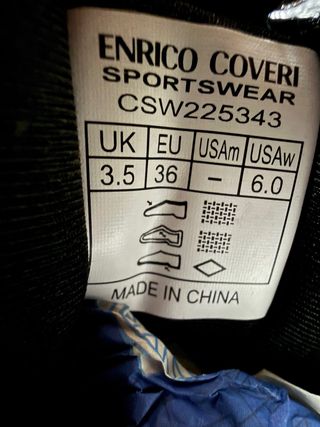 ENRICO COVERI
SPORTSWEAR
CSW225343
UK EU USAm USAw
3.5 36 – 6.0
MADE IN CHINA